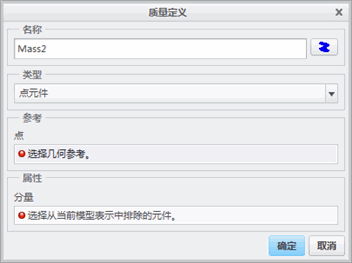 质量定义
名称
Mass2
类型
点元件
参考
点
选择几何参考。
属性
分量
选择从当前模型表示中排除的元件。
确定 取消